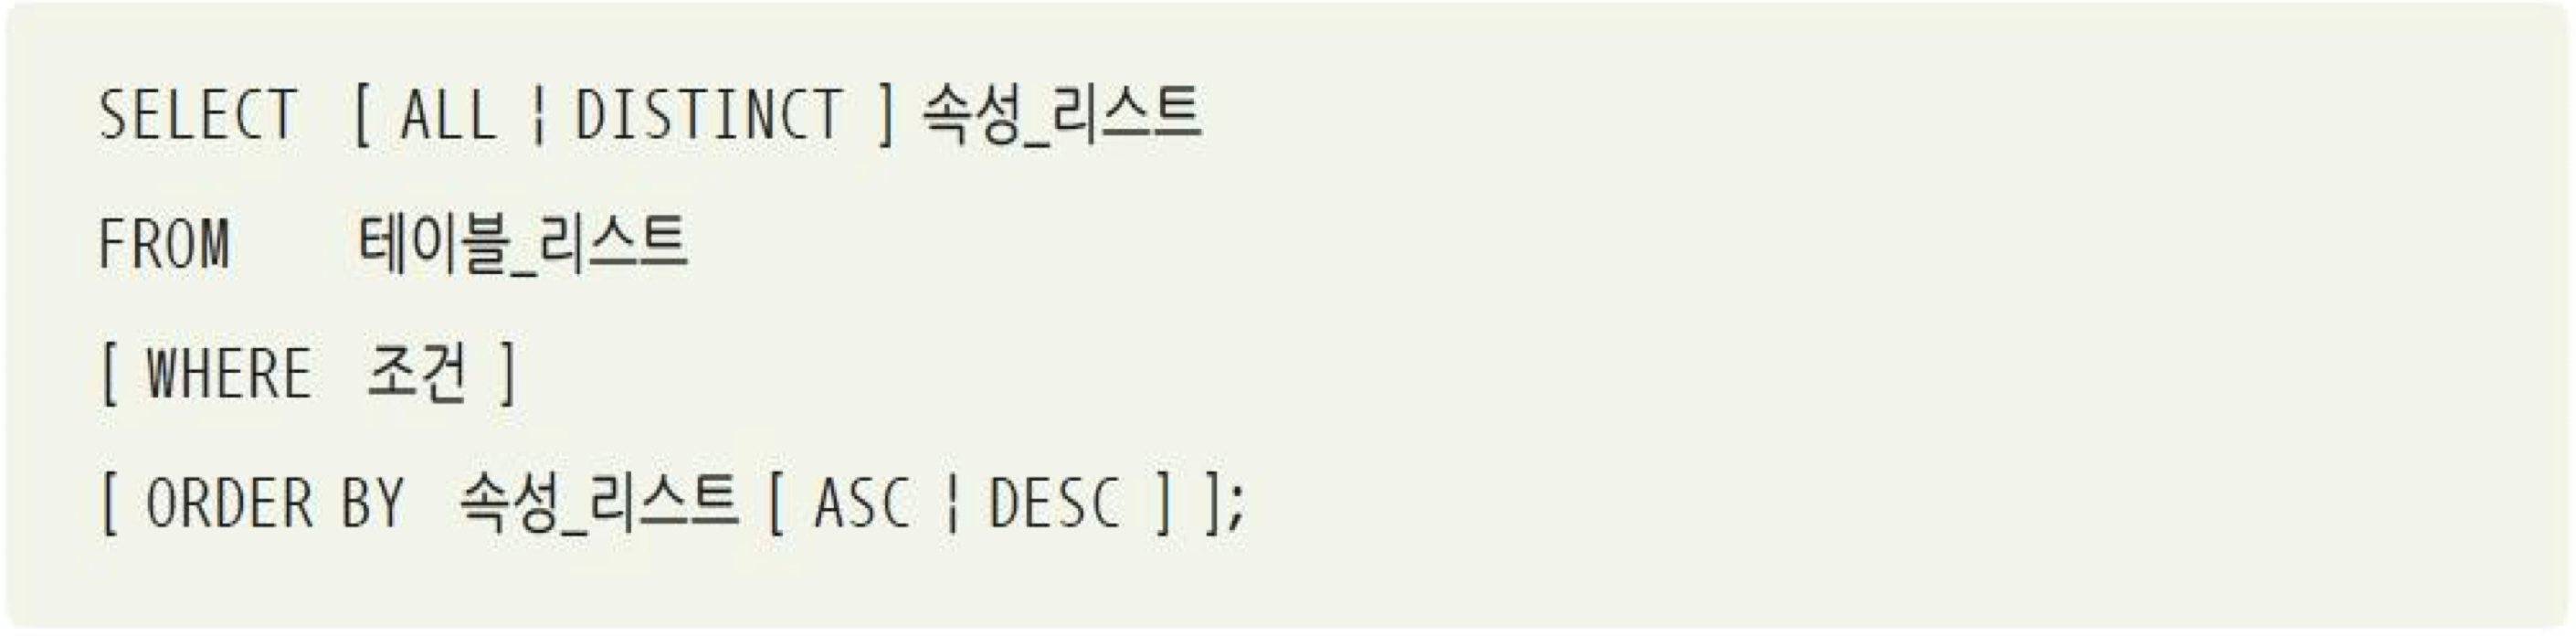 SELECT [ ALL ¦ DISTINCT ] 속성_리스트
FROM 테이블_리스트
[ WHERE 조건 ]
[ ORDER BY 속성_리스트 [ ASC ¦ DESC ] ];